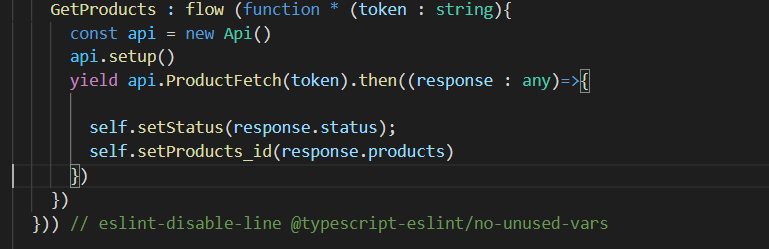 GetProducts : flow (function * (token : string){
const api = new Api()
api.setup()
yield api.ProductFetch(token).then((response : any)=>{
self.setStatus(response.status);
self.setProducts_id(response.products)
})
})
})) // eslint-disable-line @typescript-eslint/no-unused-vars